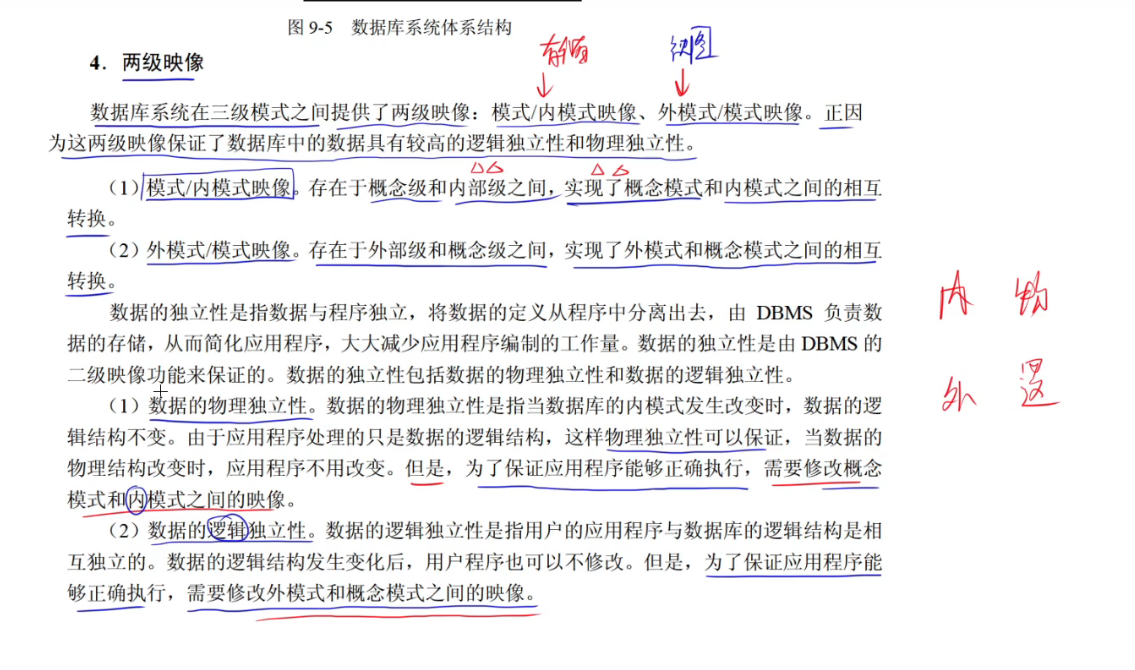 图 9-5 数据库系统体系结构
存储
视图
4．两级映像
数据库系统在三级模式之间提供了两级映像：模式/内模式映像、外模式/模式映像。正因
为这两级映像保证了数据库中的数据具有较高的逻辑独立性和物理独立性。
（1）模式/内模式映像。存在于概念级和内部级之间，实现了概念模式和内模式之间的相互
转换。
（2）外模式/模式映像。存在于外部级和概念级之间，实现了外模式和概念模式之间的相互
转换。
内 物
数据的独立性是指数据与程序独立，将数据的定义从程序中分离出去，由 DBMS 负责数
据的存储，从而简化应用程序，大大减少应用程序编制的工作量。数据的独立性是由 DBMS 的
二级映像功能来保证的。数据的独立性包括数据的物理独立性和数据的逻辑独立性。
外 逻
（1）数据的物理独立性。数据的物理独立性是指当数据库的内模式发生改变时，数据的逻
辑结构不变。由于应用程序处理的只是数据的逻辑结构，这样物理独立性可以保证，当数据的
物理结构改变时，应用程序不用改变。但是，为了保证应用程序能够正确执行，需要修改概念
模式和内模式之间的映像。
（2）数据的逻辑独立性。数据的逻辑独立性是指用户的应用程序与数据库的逻辑结构是相
互独立的。数据的逻辑结构发生变化后，用户程序也可以不修改。但是，为了保证应用程序能
够正确执行，需要修改外模式和概念模式之间的映像。